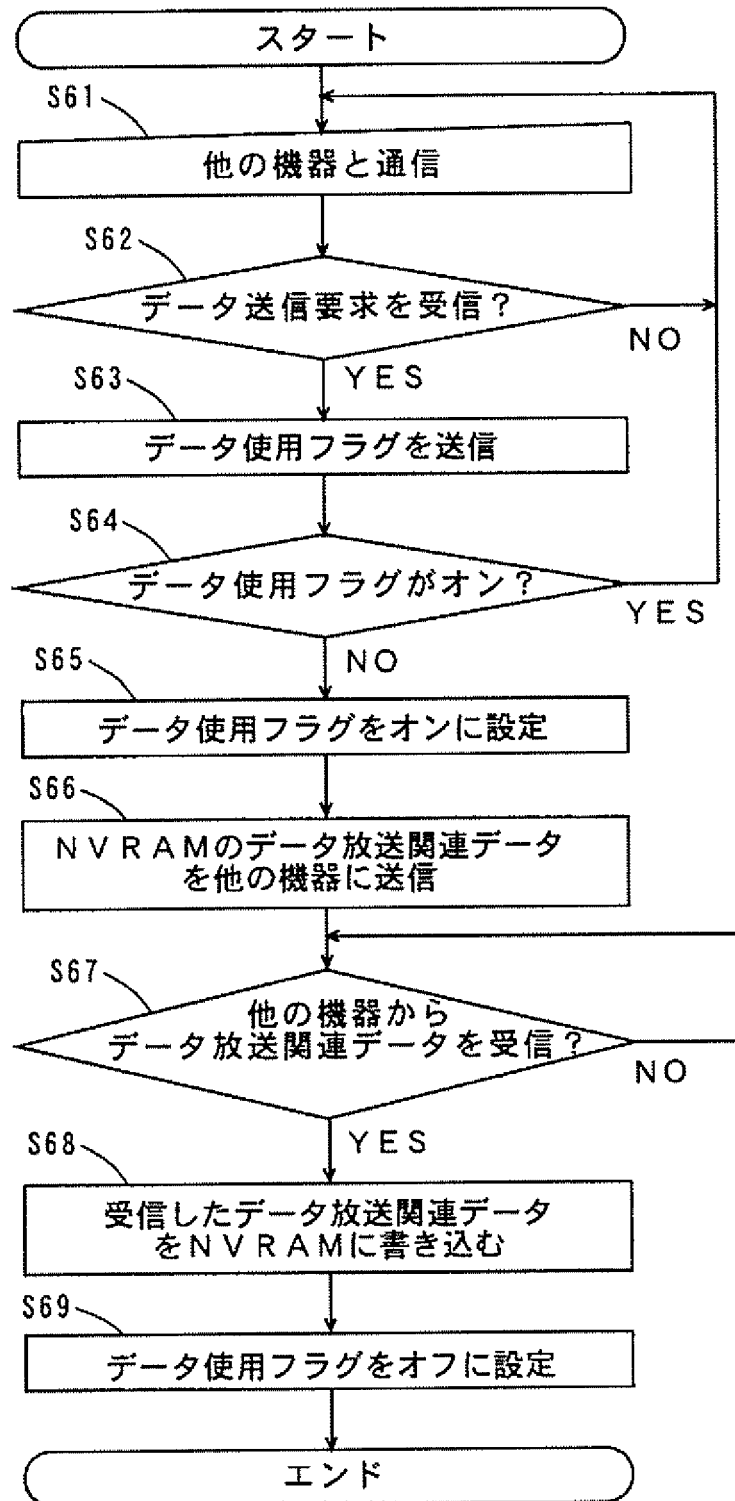 スタート
S61
他の機器と通信
S62
データ送信要求を受信？
NO
YES
S63
データ使用フラグを送信
S64
データ使用フラグがオン？
YES
NO
S65
データ使用フラグをオンに設定
S66
NVRAMのデータ放送関連データ
を他の機器に送信
S67
他の機器から
データ放送関連データを受信？
NO
YES
S68
受信したデータ放送関連データ
をNVRAMに書き込む
S69
データ使用フラグをオフに設定
エンド